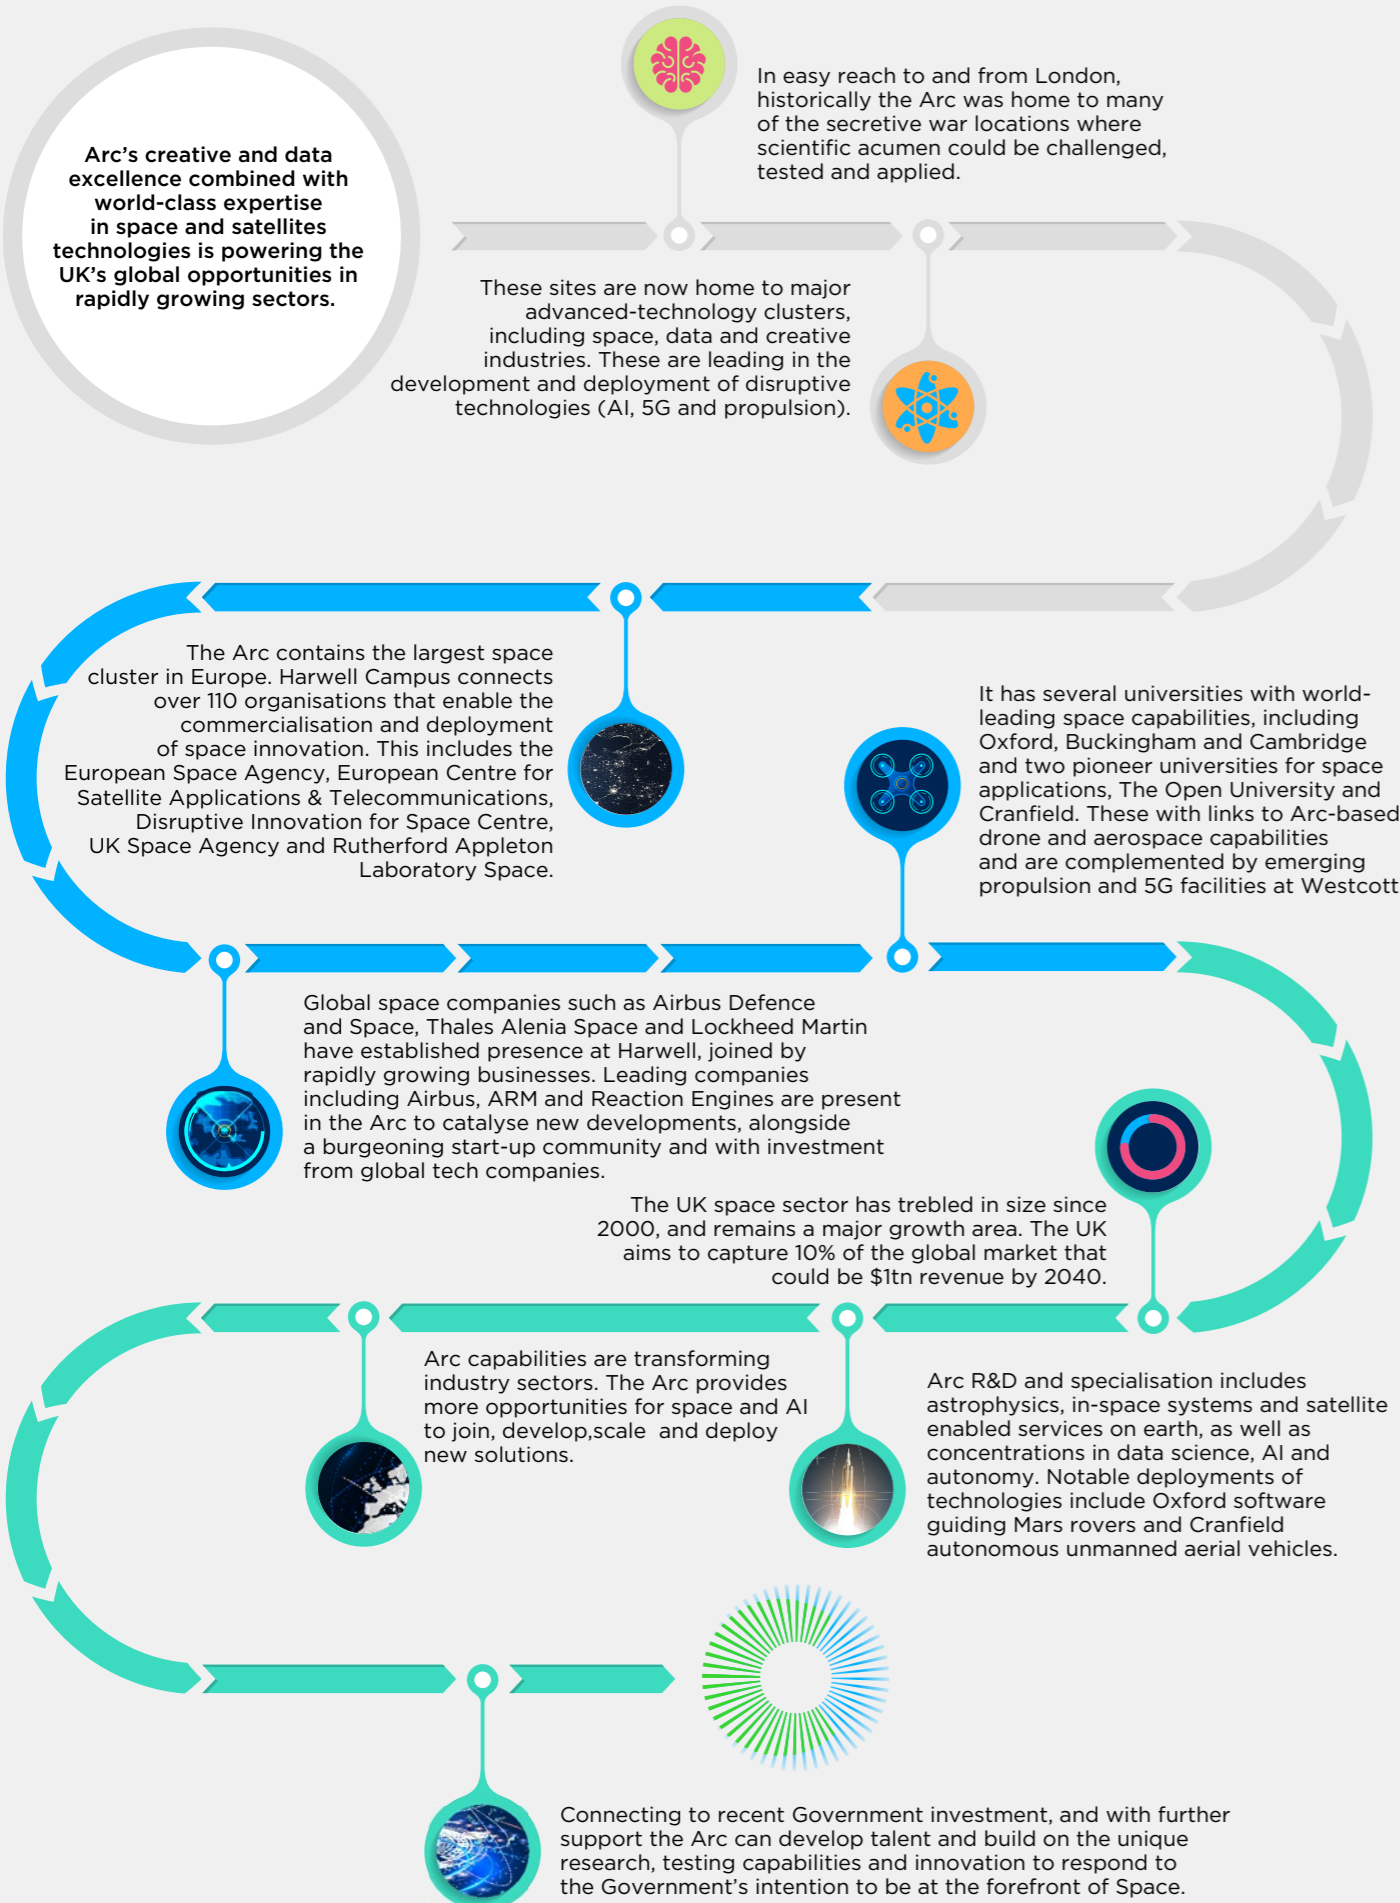 Arc's creative and data
excellence combined with
world-class expertise
in space and satellites
technologies is powering the
UK's global opportunities in
rapidly growing sectors.
In easy reach to and from London,
historically the Arc was home to many
of the secretive war locations where
scientific acumen could be challenged,
tested and applied.
These sites are now home to major
advanced-technology clusters,
including space, data and creative
industries. These are leading in the
development and deployment of disruptive
technologies (AI, 5G and propulsion).
The Arc contains the largest space
cluster in Europe. Harwell Campus connects
over 110 organisations that enable the
commercialisation and deployment
of space innovation. This includes the
European Space Agency, European Centre for
Satellite Applications & Telecommunications,
Disruptive Innovation for Space Centre,
UK Space Agency and Rutherford Appleton
Laboratory Space.
It has several universities with world-
leading space capabilities, including
Oxford, Buckingham and Cambridge
and two pioneer universities for space
applications, The Open University and
Cranfield. These with links to Arc-based
drone and aerospace capabilities
and are complemented by emerging
propulsion and 5G facilities at Westcott
Global space companies such as Airbus Defence
and Space, Thales Alenia Space and Lockheed Martin
have established presence at Harwell, joined by
rapidly growing businesses. Leading companies
including Airbus, ARM and Reaction Engines are present
in the Arc to catalyse new developments, alongside
a burgeoning start-up community and with investment
from global tech companies.
The UK space sector has trebled in size since
2000, and remains a major growth area. The UK
aims to capture 10% of the global market that
could be $1tn revenue by 2040.
Arc capabilities are transforming
industry sectors. The Arc provides
more opportunities for space and AI
to join, develop,scale  and deploy
new solutions.
Arc R&D and specialisation includes
astrophysics, in-space systems and satellite
enabled services on earth, as well as
concentrations in data science, AI and
autonomy. Notable deployments of
technologies include Oxford software
guiding Mars rovers and Cranfield
autonomous unmanned aerial vehicles.
Connecting to recent Government investment, and with further
support the Arc can develop talent and build on the unique
research, testing capabilities and innovation to respond to
the Government's intention to be at the forefront of Space.